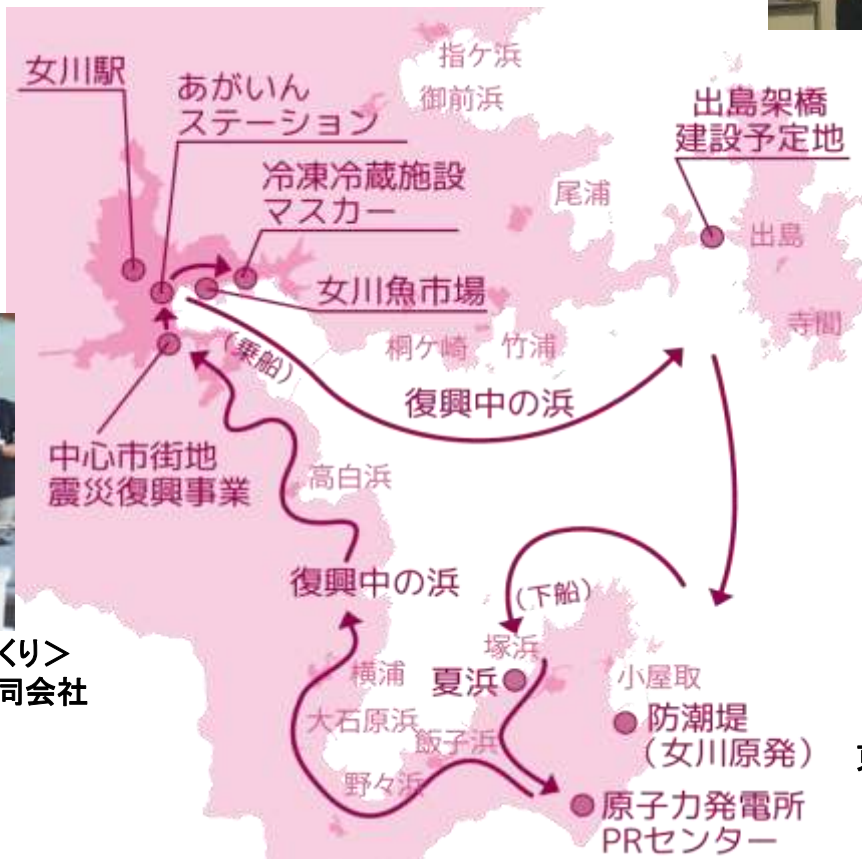 指ケ浜
御前浜
女川駅
あがいん
ステーション
出島架橋
建設予定地
冷凍冷蔵施設
マスカー
尾浦
出島
女川魚市場
寺間
(乗船)
桐ケ崎
竹浦
復興中の浜
中心市街地
震災復興事業
高白浜
復興中の浜
(下船)
くり>
同会社
塚浜
横浦
夏浜
小屋取
大石原浜
防潮堤
(女川原発)
飯子浜
野々浜
原子力発電所
PRセンター